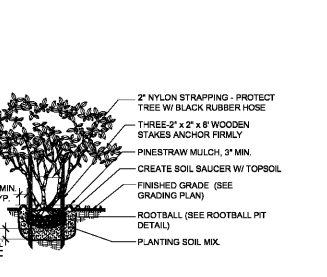 2" NYLON STRAPPING - PROTECT
TREE W/ BLACK RUBBER HOSE
THREE-2" x 2" x 8' WOODEN
STAKES ANCHOR FIRMLY
PINESTRAW MULCH, 3" MIN.
CREATE SOIL SAUCER W/ TOPSOIL
FINISHED GRADE (SEE
GRADING PLAN)
ROOTBALL (SEE ROOTBALL PIT
DETAIL)
PLANTING SOIL MIX.
MIN.
YP.